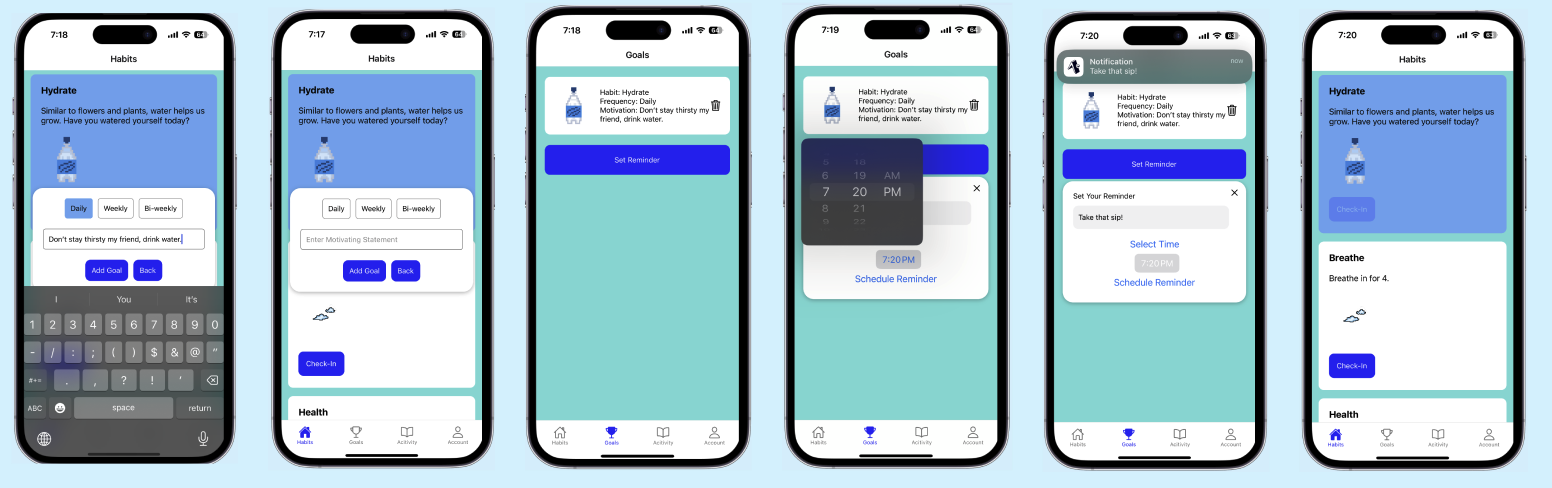 7:18
64
Habits
Hydrate
Similar to flowers and plants, water helps us
grow. Have you watered yourself today?
Daily
Weekly
Bi-weekly
Don't stay thirsty my friend, drink water.
Add Goal
Back
I
You
It's
1 2 3 4 5 6 7 8 9 0
- / : ; ( ) $ & @ "
#+= . , ? ! '
ABC
space
return
7:17
64
Habits
Hydrate
Similar to flowers and plants, water helps us
grow. Have you watered yourself today?
Daily
Weekly
Bi-weekly
Enter Motivating Statement
Add Goal
Back
Check-In
Health
Habits
Goals
Acitivity
Account
7:18
64
Goals
Habit: Hydrate
Frequency: Daily
Motivation: Don't stay thirsty my
friend, drink water.
Set Reminder
Habits
Goals
Acitivity
Account
7:19
64
Goals
Habit: Hydrate
Frequency: Daily
Motivation: Don't stay thirsty my
friend, drink water.
5 18
6 19 AM
7 20 PM
8 21
9 22
7:20 PM
Schedule Reminder
Habits
Goals
Acitivity
Account
7:20
63
Notification
now
Take that sip!
Habit: Hydrate
Frequency: Daily
Motivation: Don't stay thirsty my
friend, drink water.
Set Reminder
Set Your Reminder
Take that sip!
Select Time
7:20 PM
Schedule Reminder
Habits
Goals
Acitivity
Account
7:20
63
Habits
Hydrate
Similar to flowers and plants, water helps us
grow. Have you watered yourself today?
Check-In
Breathe
Breathe in for 4.
Check-In
Health
Habits
Goals
Acitivity
Account